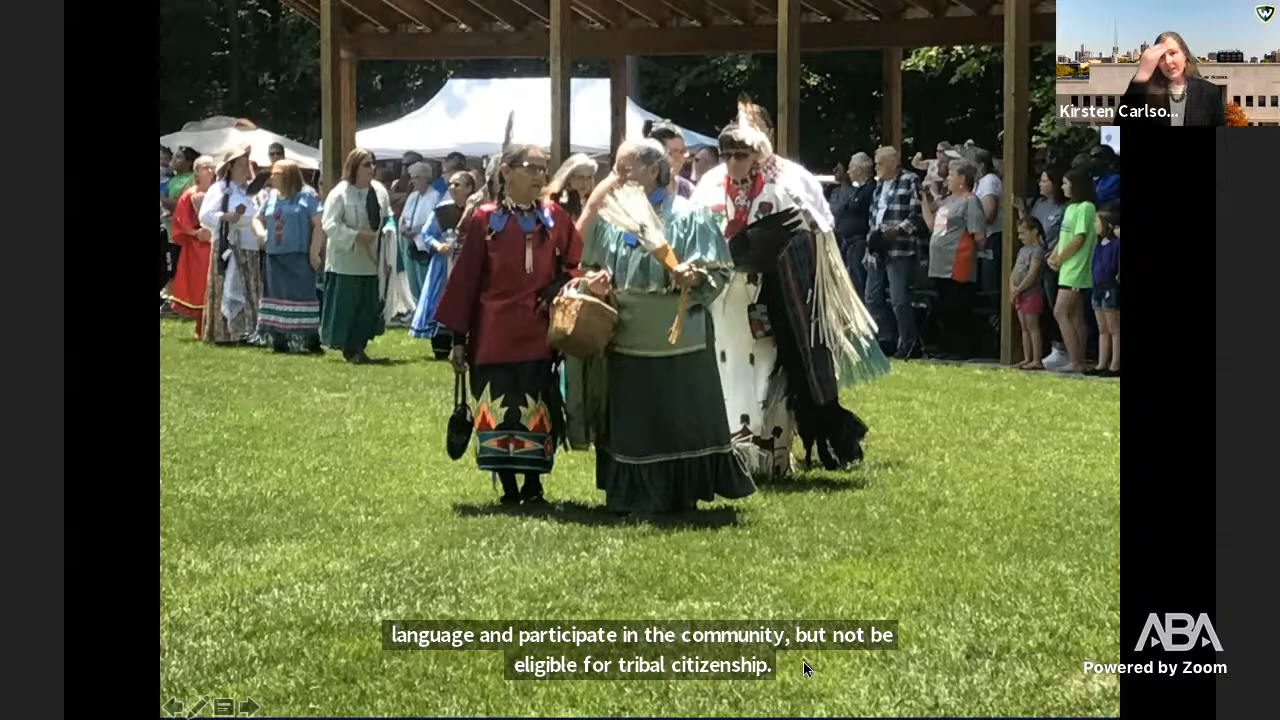 Kirsten Carlso...
language and participate in the community, but not be
eligible for tribal citizenship.
ABA
Powered by Zoom